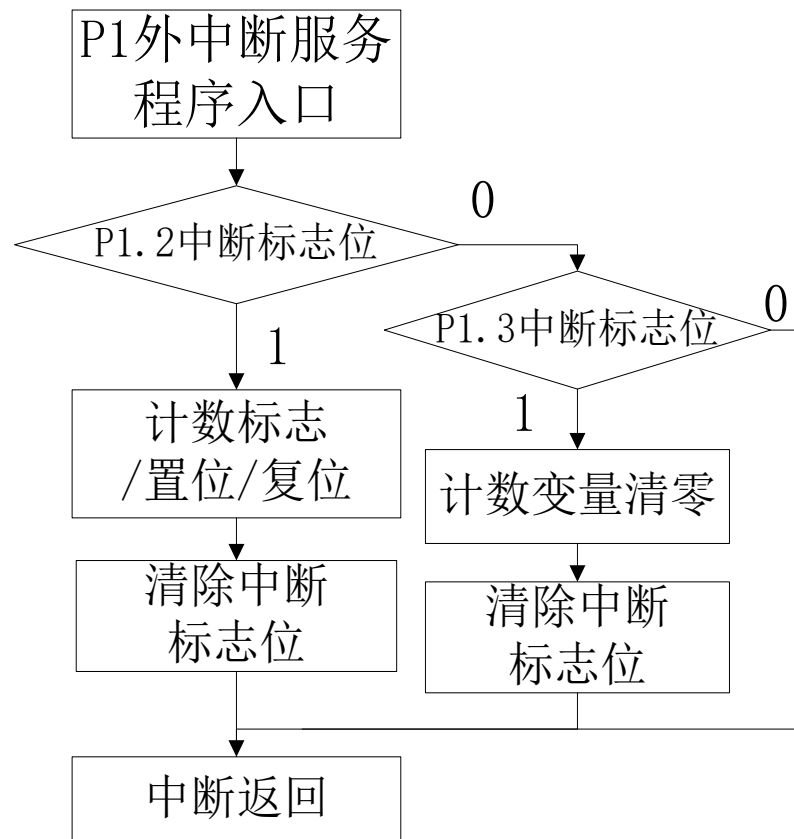 P1外中断服务
程序入口
P1.2中断标志位
0
P1.3中断标志位
0
1
计数标志
/置位/复位
1
计数变量清零
清除中断
标志位
清除中断
标志位
中断返回